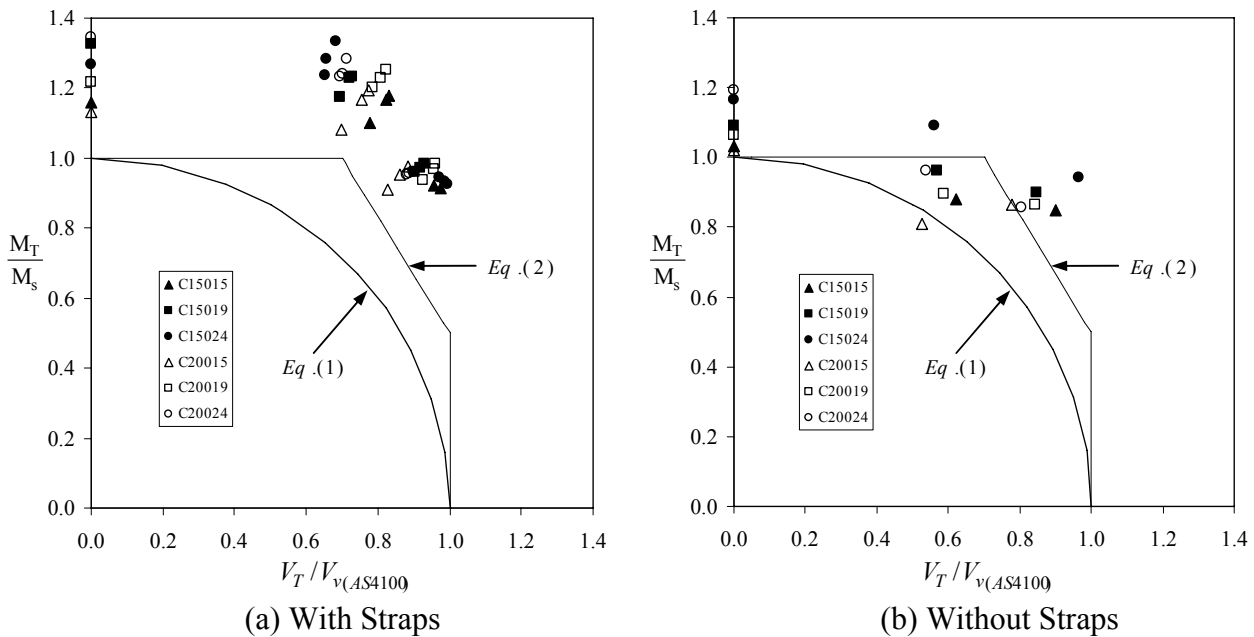 1.4
1.2
1.0
M_T
M_s
0.8
0.6
0.4
0.2
0.0
Eq .( 2 )
Eq .(1)
C15015
C15019
C15024
C20015
C20019
C20024
0.0 0.2 0.4 0.6 0.8 1.0 1.2 1.4
V_T / V_v(AS4100)
(a) With Straps
1.4
1.2
1.0
M_T
M_s
0.8
0.6
0.4
0.2
0.0
Eq .( 2 )
Eq .(1)
C15015
C15019
C15024
C20015
C20019
C20024
0.0 0.2 0.4 0.6 0.8 1.0 1.2 1.4
V_T / V_v(AS4100)
(b) Without Straps